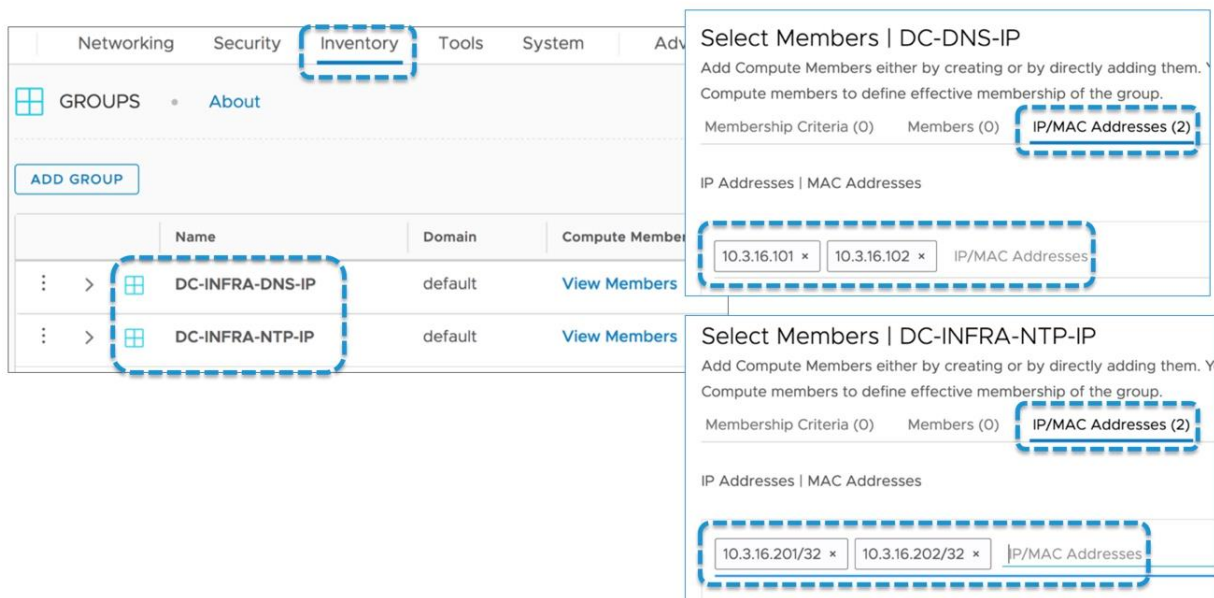 Networking Security Inventory Tools System Adv
GROUPS • About
ADD GROUP
Name Domain Compute Member
DC-INFRA-DNS-IP default View Members
DC-INFRA-NTP-IP default View Members
Select Members | DC-DNS-IP
Add Compute Members either by creating or by directly adding them. Y
Compute members to define effective membership of the group.
Membership Criteria (0) Members (0) IP/MAC Addresses (2)
IP Addresses | MAC Addresses
10.3.16.101 × 10.3.16.102 × IP/MAC Addresses
Select Members | DC-INFRA-NTP-IP
Add Compute Members either by creating or by directly adding them. Y
Compute members to define effective membership of the group.
Membership Criteria (0) Members (0) IP/MAC Addresses (2)
IP Addresses | MAC Addresses
10.3.16.201/32 × 10.3.16.202/32 × IP/MAC Addresses